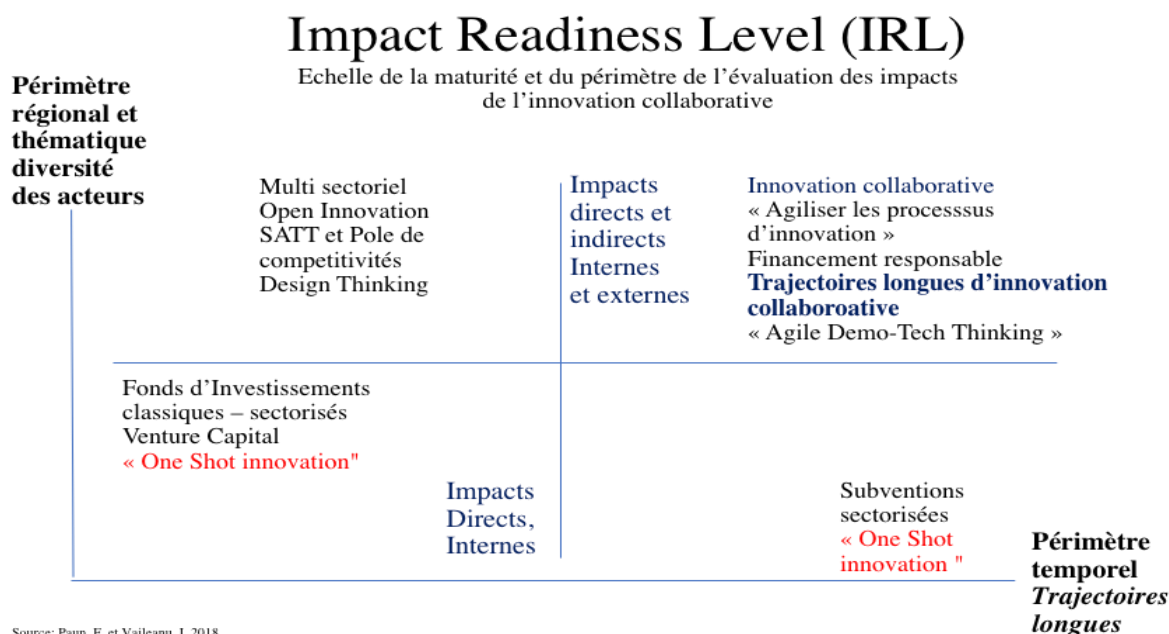 Impact Readiness Level (IRL)
Echelle de la maturité et du périmètre de l'évaluation des impacts
de l'innovation collaborative
Périmètre
régional et
thématique
diversité
des acteurs
Multi sectoriel
Open Innovation
SATT et Pole de
competitivités
Design Thinking
Impacts
directs et
indirects
Internes
et externes
Innovation collaborative
« Agiliser les processsus
d'innovation »
Financement responsable
Trajectoires longues d'innovation
collaboroative
« Agile Demo-Tech Thinking »
Fonds d'Investissements
classiques – sectorisés
Venture Capital
« One Shot innovation"
Impacts
Directs,
Internes
Subventions
sectorisées
« One Shot
innovation "
Périmètre
temporel
Trajectoires
longues
Source: Paun, F. et Vaileanu, I. 2018